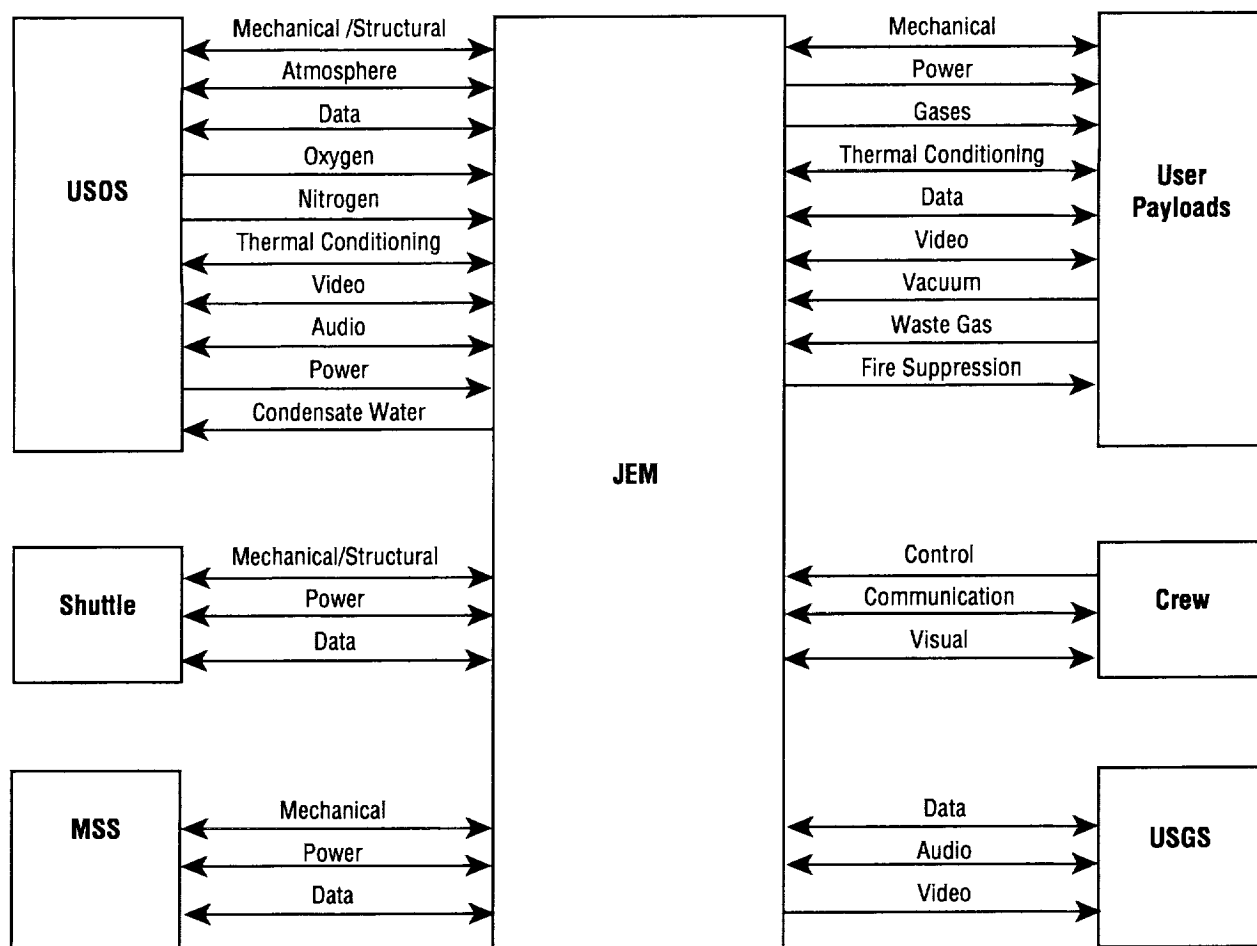 Mechanical /Structural
Atmosphere
Data
Oxygen
USOS
Nitrogen
Thermal Conditioning
Video
Audio
Power
Condensate Water
Mechanical
Power
Gases
Thermal Conditioning
User
Payloads
Data
Video
Vacuum
Waste Gas
Fire Suppression
JEM
Shuttle
Mechanical/Structural
Power
Data
Control
Communication
Crew
Visual
MSS
Mechanical
Power
Data
Data
Audio
USGS
Video